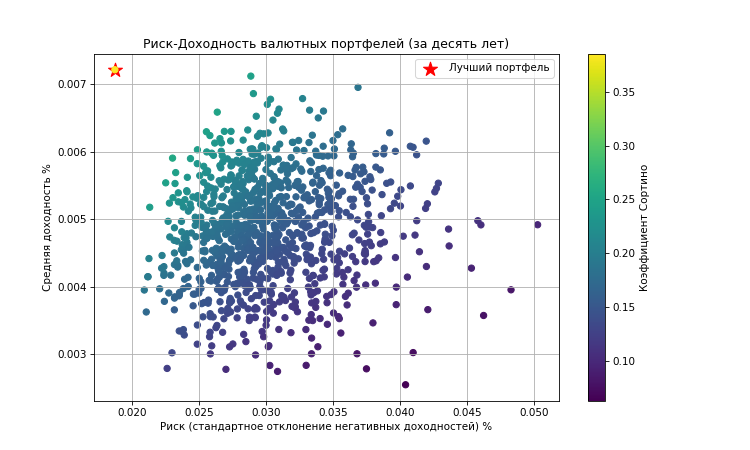 Риск-Доходность валютных портфелей (за десять лет)
Лучший портфель
0.007
0.006
0.005
0.004
0.003
Средняя доходность %
0.020 0.025 0.030 0.035 0.040 0.045 0.050
Риск (стандартное отклонение негативных доходностей) %
0.35
0.30
0.25
0.20
0.15
0.10
Коэффициент Сортино